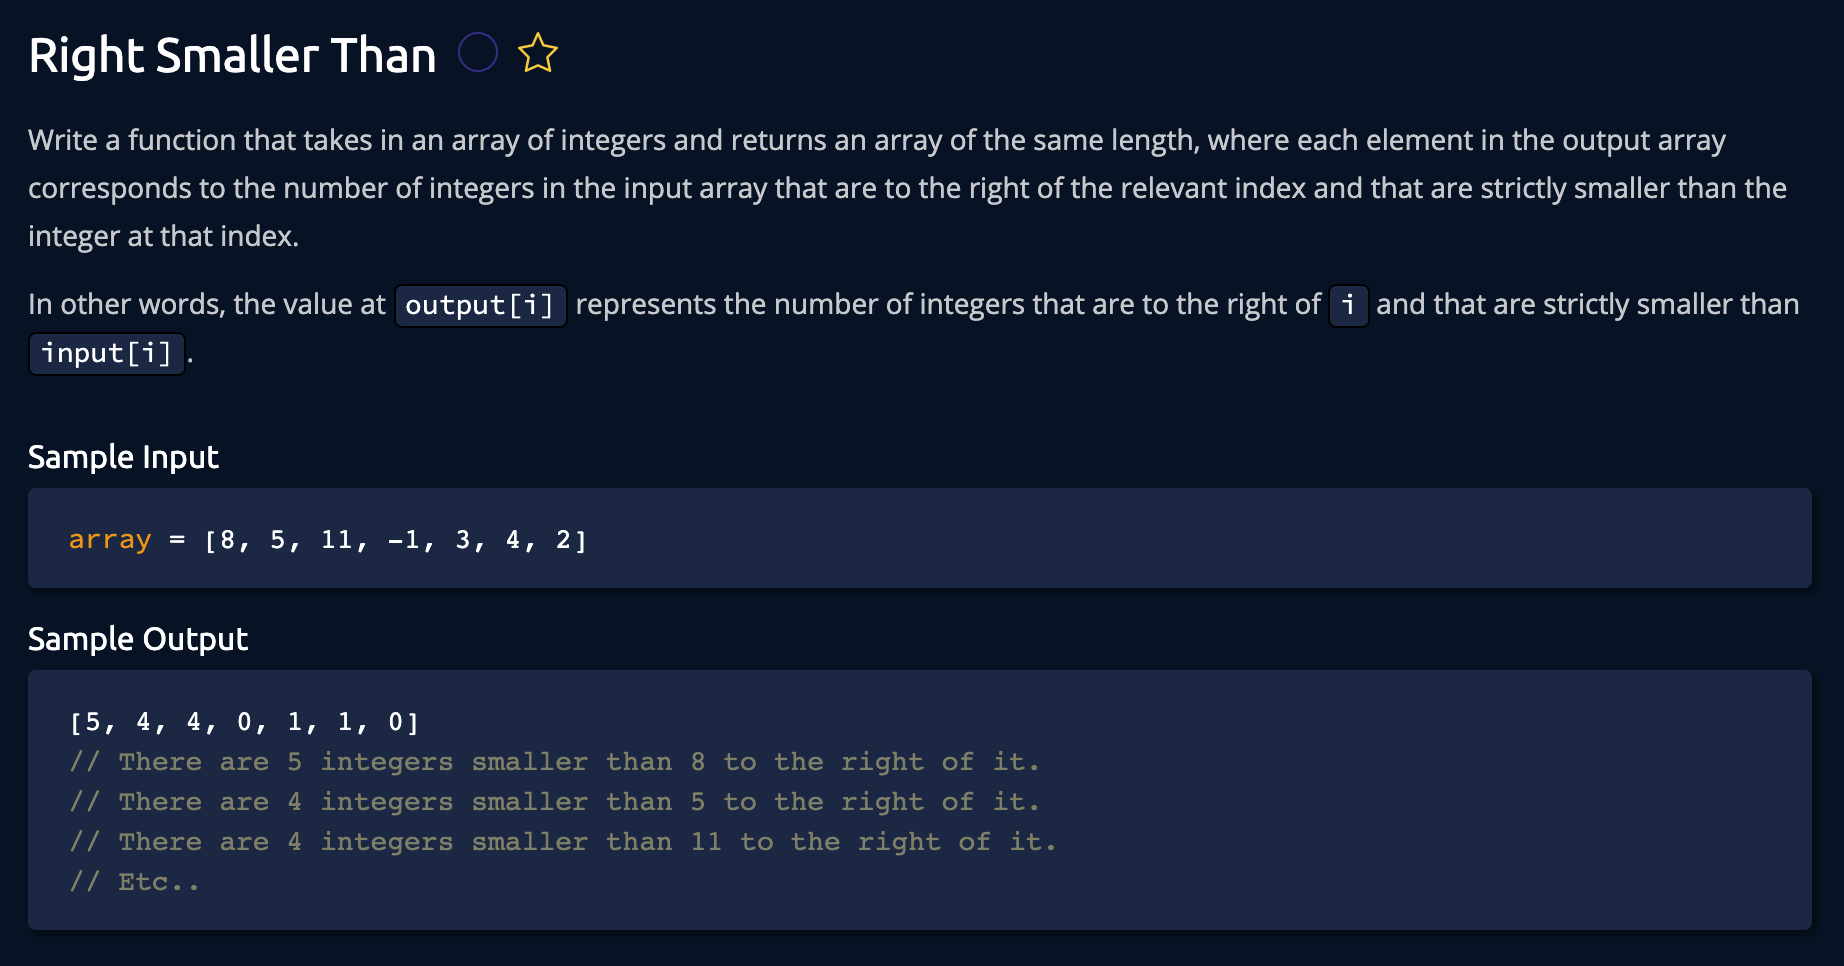 Right Smaller Than
Write a function that takes in an array of integers and returns an array of the same length, where each element in the output array
corresponds to the number of integers in the input array that are to the right of the relevant index and that are strictly smaller than the
integer at that index.
In other words, the value at output[i] represents the number of integers that are to the right of i and that are strictly smaller than
input[i].
Sample Input
array = [8, 5, 11, -1, 3, 4, 2]
Sample Output
[5, 4, 4, 0, 1, 1, 0]
// There are 5 integers smaller than 8 to the right of it.
// There are 4 integers smaller than 5 to the right of it.
// There are 4 integers smaller than 11 to the right of it.
// Etc..